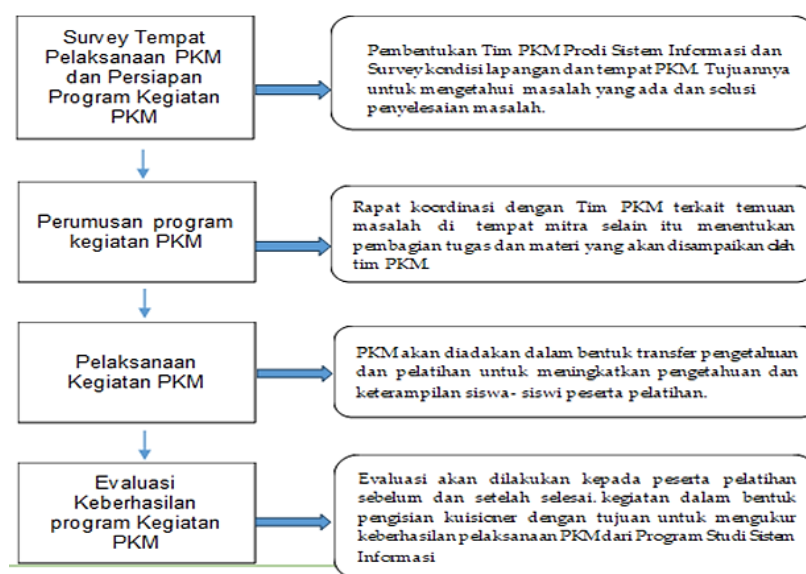 Survey Tempat
Pelaksanaan PKM
dan Persiapan
Program Kegiatan
PKM
Pembentukan Tim PKM Prodi Sistem Informasi dan
Survey kondisi lapangan dan tempat PKM. Tujuannya
untuk mengetahui masalah yang ada dan solusi
penyelesaian masalah.
Perumusan program
kegiatan PKM
Rapat koordinasi dengan Tim PKM terkait temuan
masalah di tempat mitra selain itu menentukan
pembagian tugas dan materi yang akan disampaikan oleh
tim PKM.
Pelaksanaan
Kegiatan PKM
PKM akan diadakan dalam bentuk transfer pengetahuan
dan pelatihan untuk meningkatkan pengetahuan dan
keterampilan siswa- siswi peserta pelatihan.
Evaluasi
Keberhasilan
program Kegiatan
PKM
Evaluasi akan dilakukan kepada peserta pelatihan
sebelum dan setelah selesai. kegiatan dalam bentuk
pengisian kuisioner dengan tujuan untuk mengukur
keberhasilan pelaksanaan PKM dari Program Studi Sistem
Informasi